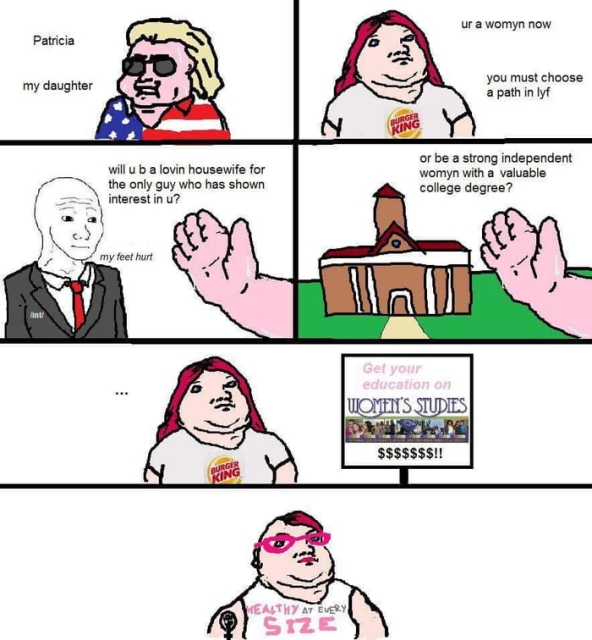 Patricia
my daughter
ur a womyn now
you must choose
a path in lyf
BURGER
KING
will u b a lovin housewife for
the only guy who has shown
interest in u?
my feet hurt
/int/
or be a strong independent
womyn with a valuable
college degree?
...
BURGER
KING
Get your
education on
WOMEN'S STUDIES
$$$$$$$!!
HEALTHY AT EVERY
SIZE